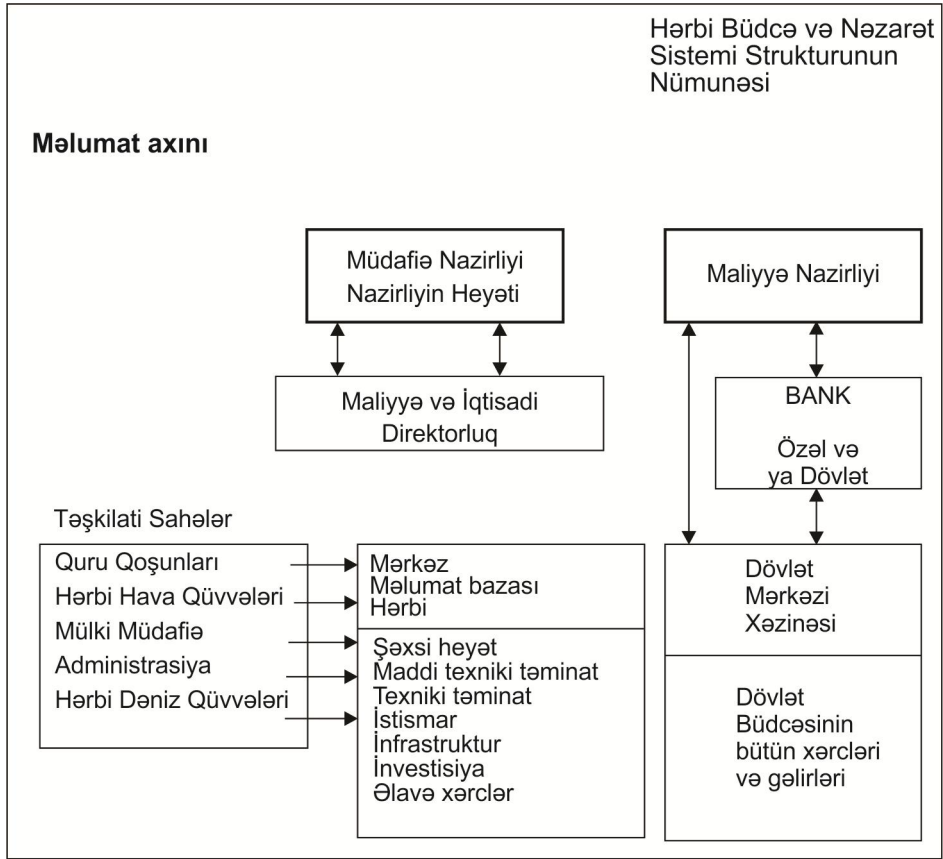 Hərbi Büdcə və Nəzarət
Sistemi Strukturunun
Nümunəsi
Məlumat axını
Müdafiə Nazirliyi
Nazirliyin Heyəti
Maliyyə Nazirliyi
Maliyyə və İqtisadi
Direktorluq
BANK
Özəl və
ya Dövlət
Təşkilati Sahələr
Quru Qoşunları
Hərbi Hava Qüvvələri
Mülki Müdafiə
Administrasiya
Hərbi Dəniz Qüvvələri
Mərkəz
Məlumat bazası
Hərbi
Şəxsi heyət
Maddi texniki təminat
Texniki təminat
İstismar
İnfrastruktur
İnvestisiya
Əlavə xərclər
Dövlət
Mərkəzi
Xəzinəsi
Dövlət
Büdcəsinin
bütün xərcləri
və gəlirləri